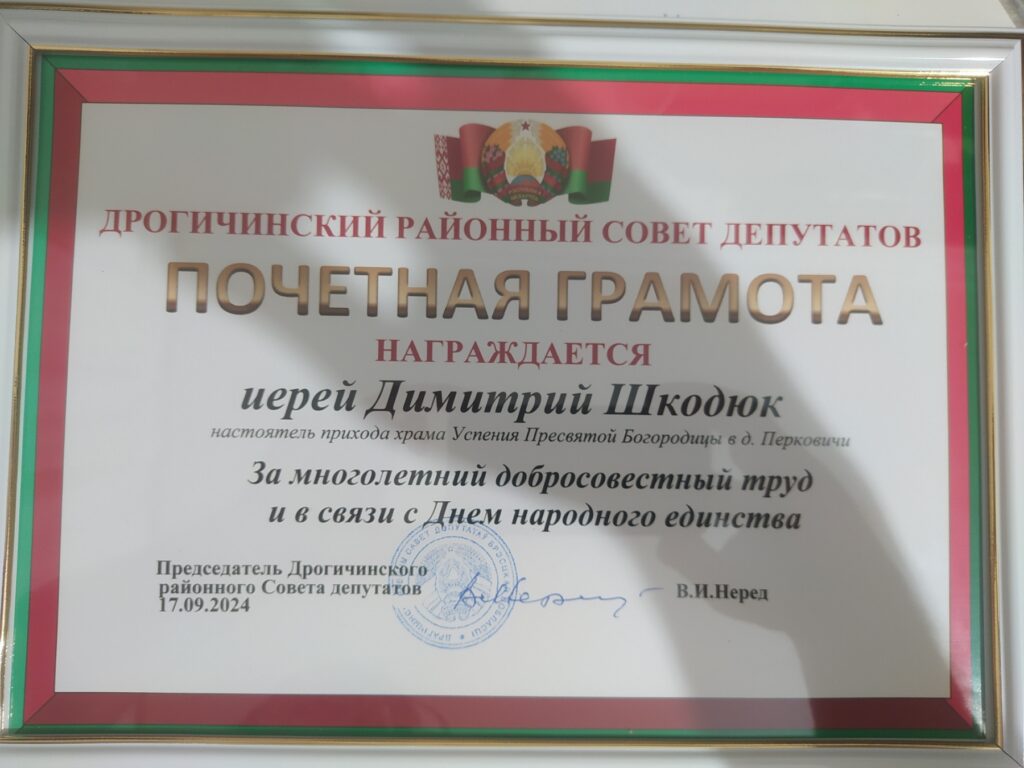 ДРОГИЧИНСКИЙ РАЙОННЫЙ СОВЕТ ДЕПУТАТОВ
ПОЧЕТНАЯ ГРАМОТА
НАГРАЖДАЕТСЯ
иерей Димитрий Шкодюк
настоятель прихода храма Успения Пресвятой Богородицы в д. Перковичи
За многолетний добросовестный труд
и в связи с Днем народного единства
Председатель Дрогичинского
районного Совета депутатов
17.09.2024
В.И.Неред